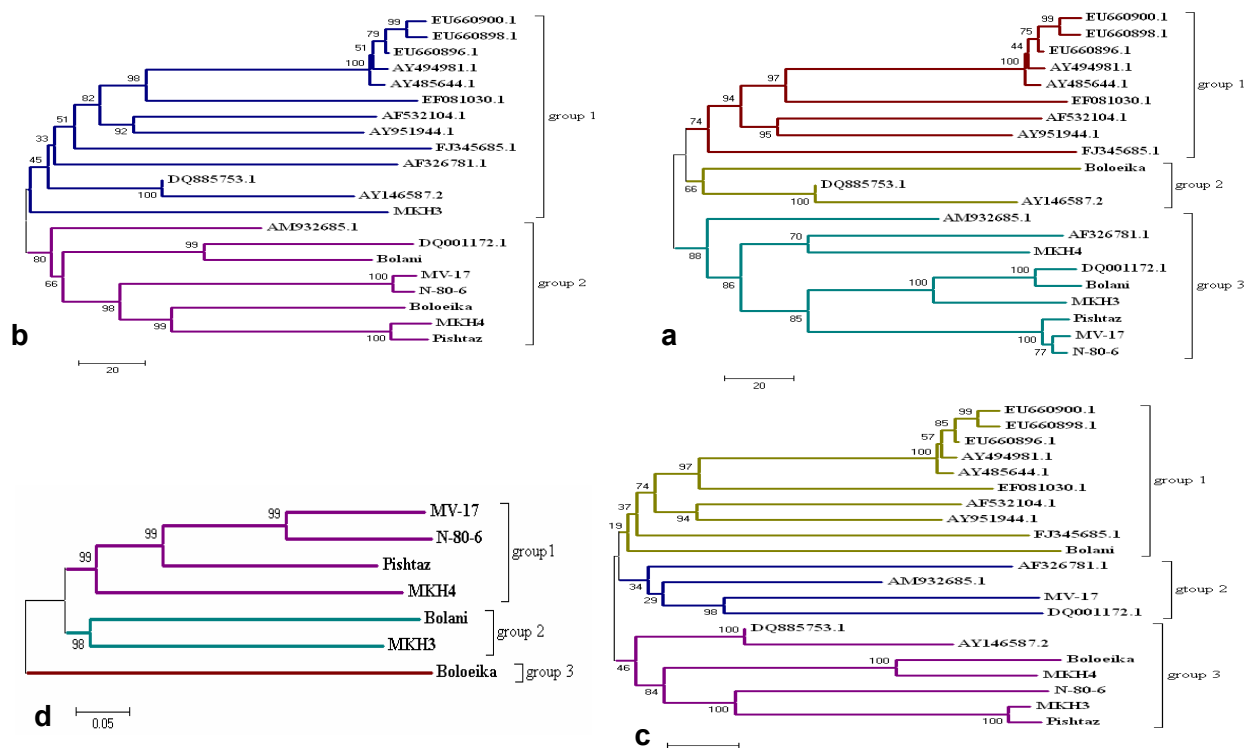 99
EU660900.1
79
EU660898.1
51
EU660896.1
100
AY494981.1
98
AY485644.1
82
EF081030.1
51
AF532104.1
92
AY951944.1
group 1
33
FJ345685.1
45
AF326781.1
DQ885753.1
100
AY146587.2
MKH3
AM932685.1
80
99
DQ001172.1
Bolani
66
100
MV-17
N-80-6
group 2
98
Boloeika
99
MKH4
100
Pishtaz
b
20
99
EU660900.1
75
EU660898.1
44
EU660896.1
100
AY494981.1
97
AY485644.1
group 1
94
EF081030.1
AF532104.1
95
AY951944.1
74
FJ345685.1
Boloeika
66
DQ885753.1
group 2
100
AY146587.2
AM932685.1
88
70
AF326781.1
MKH4
86
100
DQ001172.1
100
Bolani
group 3
MKH3
85
Pishtaz
100
MV-17
77
N-80-6
a
20
99
MV-17
99
N-80-6
99
Pishtaz
group1
MKH4
Bolani
98
MKH3
group 2
Boloeika
group 3
d
0.05
99
EU660900.1
85
EU660898.1
57
EU660896.1
100
AY494981.1
97
AY485644.1
group 1
74
EF081030.1
37
AF532104.1
94
AY951944.1
19
FJ345685.1
Bolani
AF326781.1
34
AM932685.1
29
MV-17
gtoup 2
98
DQ001172.1
100
DQ885753.1
AY146587.2
46
100
Boloeika
84
MKH4
group 3
N-80-6
100
MKH3
100
Pishtaz
c